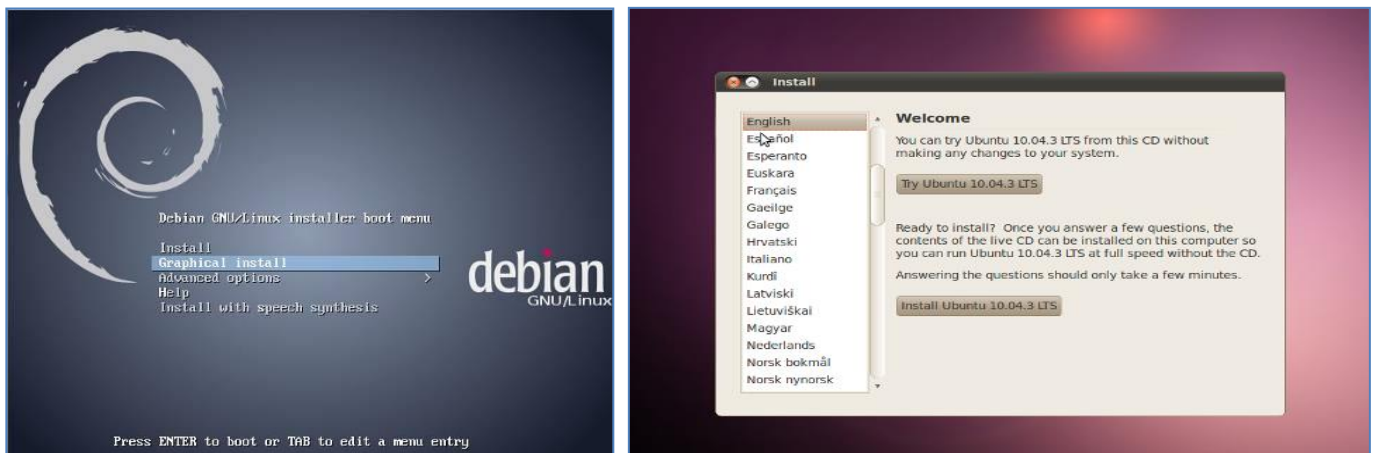 Debian GNU/Linux installer boot menu
Install
Graphical install
Advanced options >
Help
Install with speech synthesis
debian
GNU/Linux
Press ENTER to boot or TAB to edit a menu entry
Install
English
Español
Esperanto
Euskara
Français
Gaeilge
Galego
Hrvatski
Italiano
Kurdî
Latviski
Lietuviškai
Magyar
Nederlands
Norsk bokmål
Norsk nynorsk
Welcome
You can try Ubuntu 10.04.3 LTS from this CD without
making any changes to your system.
Try Ubuntu 10.04.3 LTS
Ready to install? Once you answer a few questions, the
contents of the live CD can be installed on this computer so
you can run Ubuntu 10.04.3 LTS at full speed without the CD.
Answering the questions should only take a few minutes.
Install Ubuntu 10.04.3 LTS